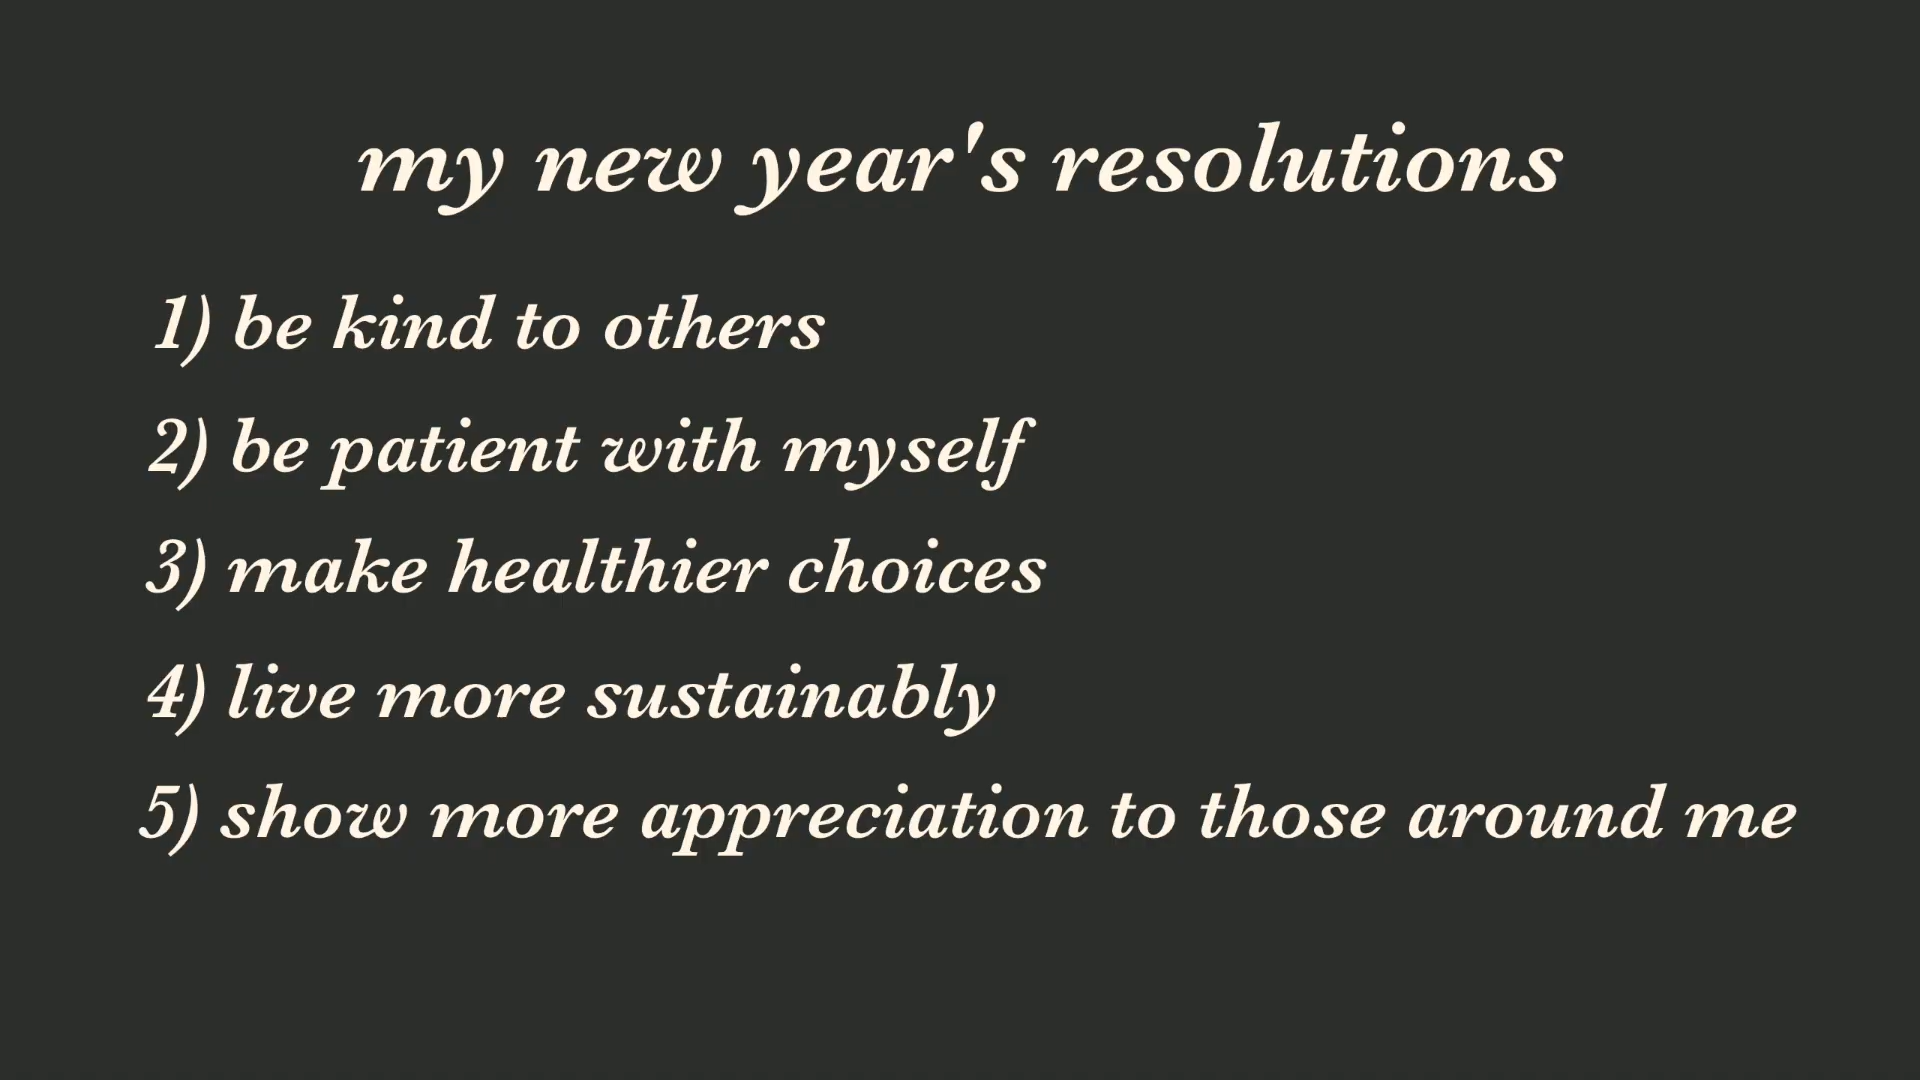 my new year's resolutions
1) be kind to others
2) be patient with myself
3) make healthier choices
4) live more sustainably
5) show more appreciation to those around me